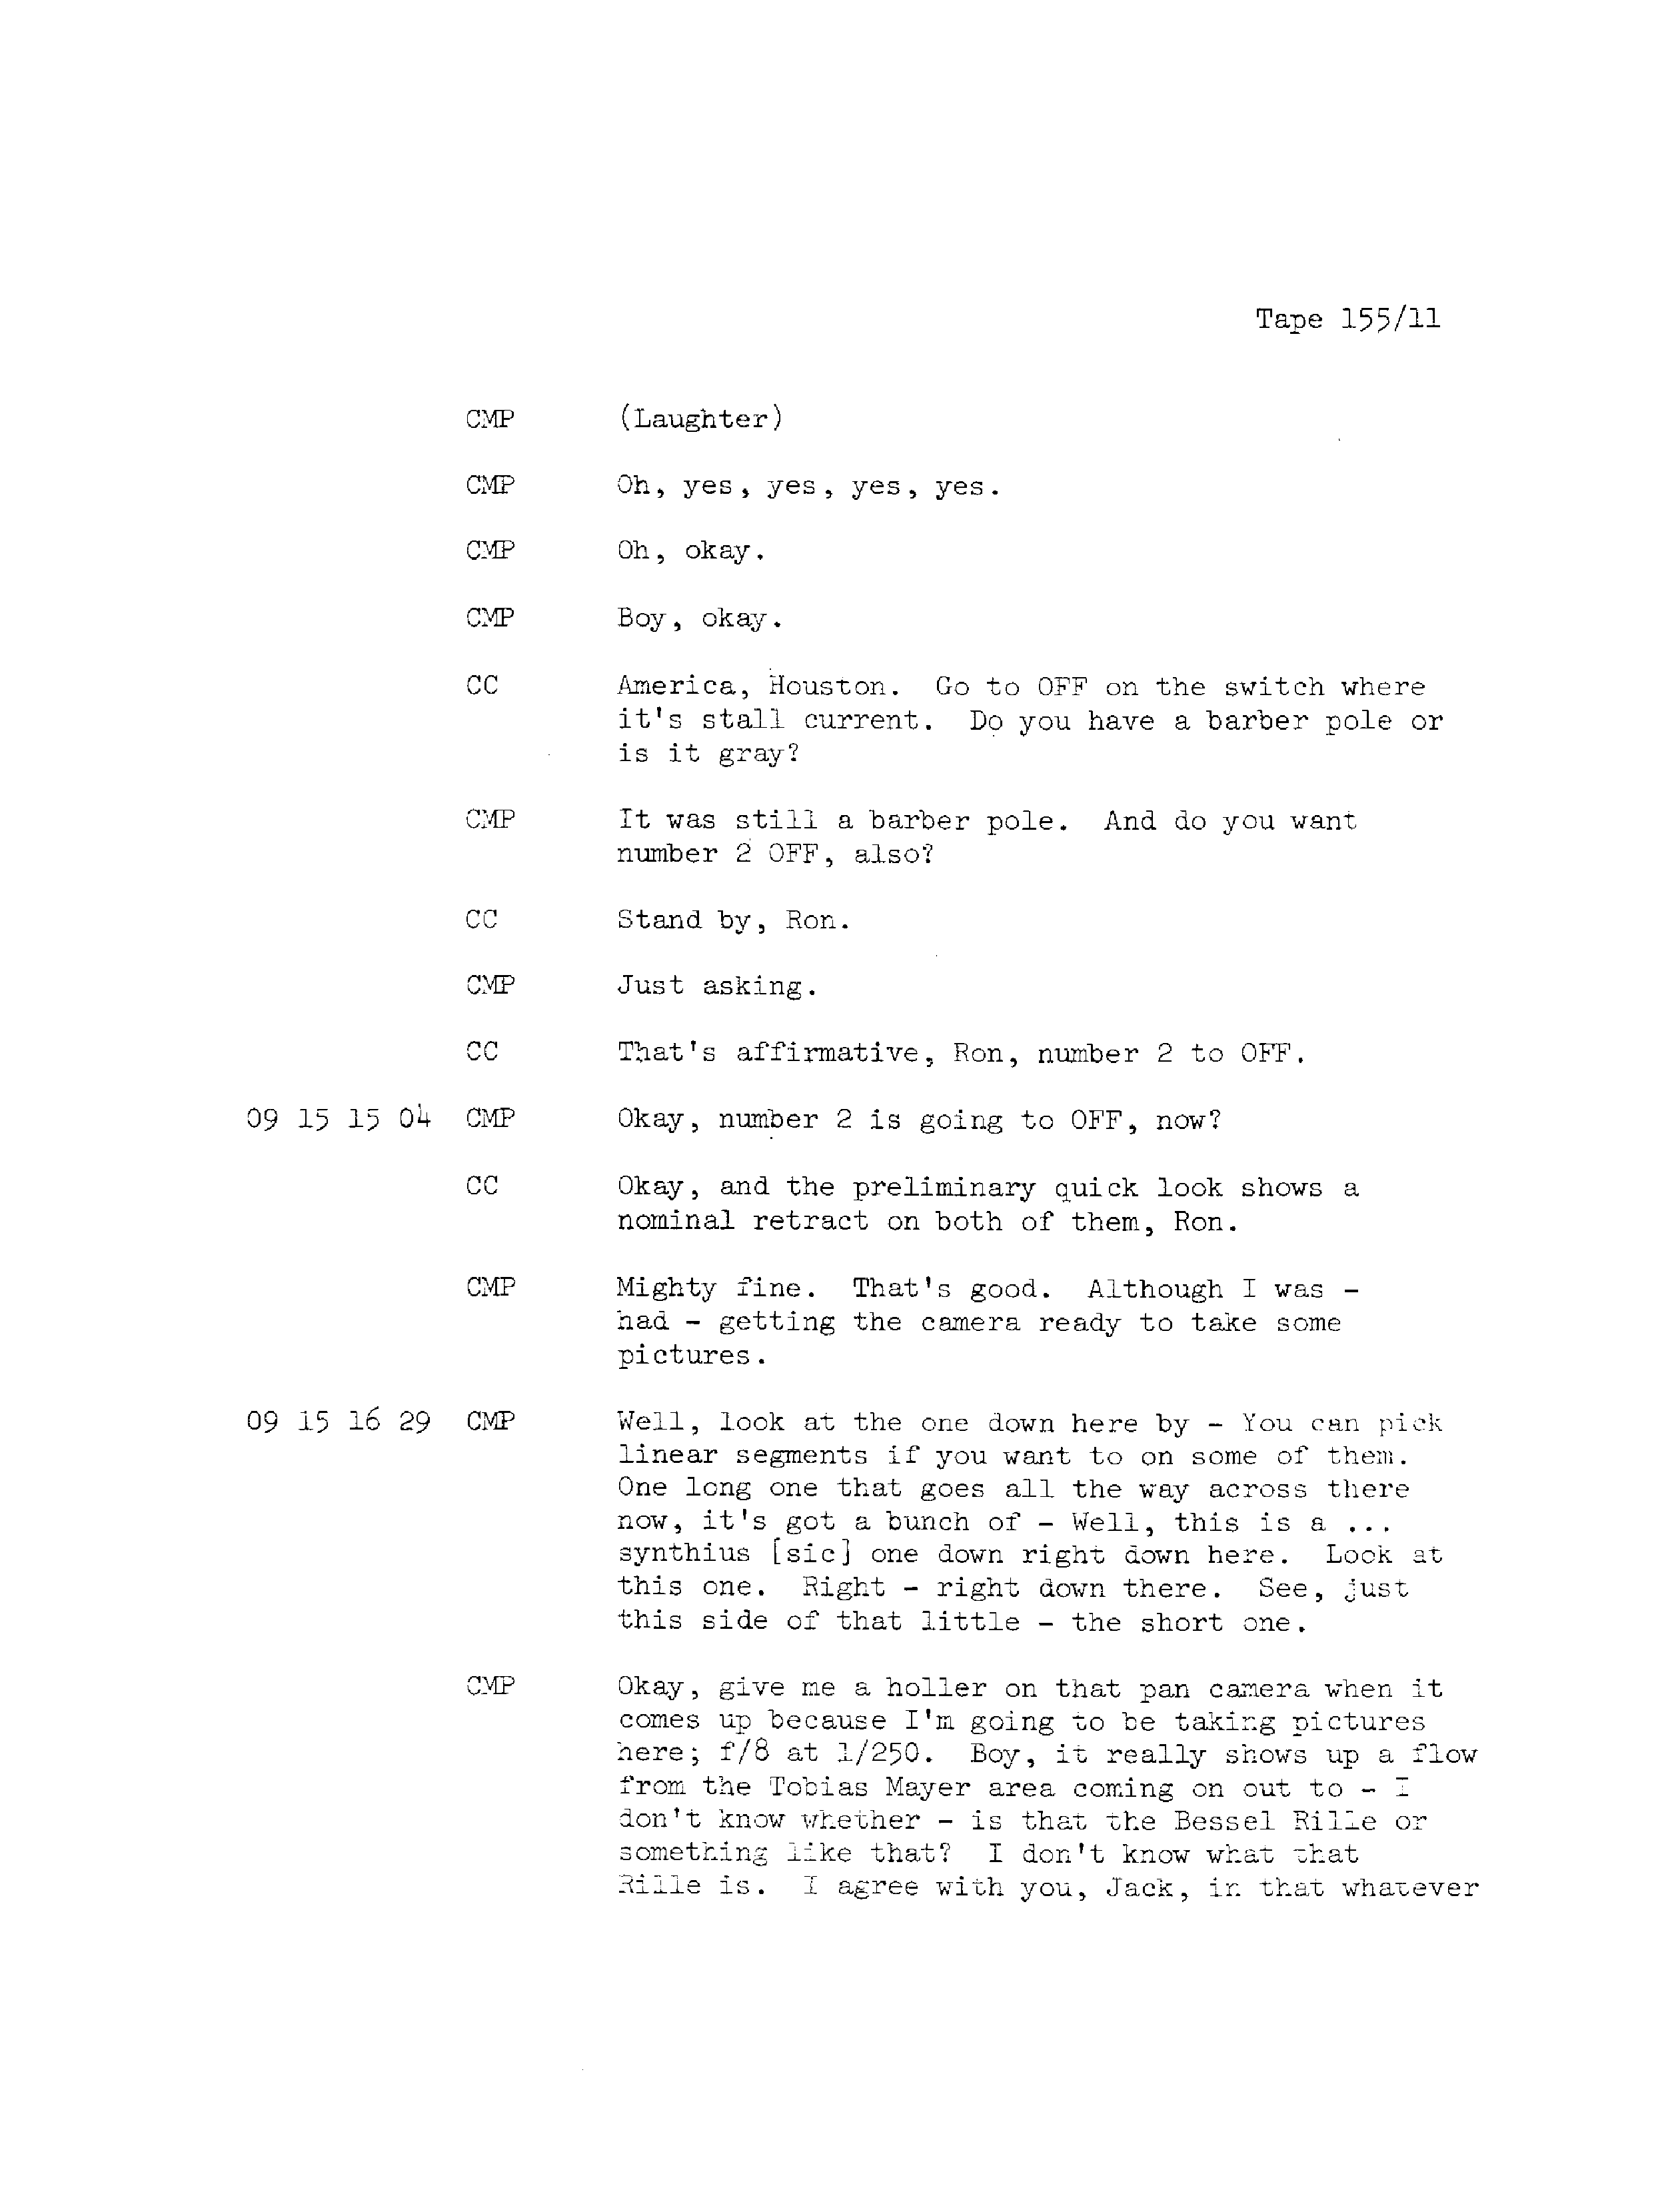 Tape 155/11
CMP (Laughter)
CMP Oh, yes, yes, yes, yes.
CMP Oh, okay.
CMP Boy, okay.
CC America, Houston. Go to OFF on the switch where
it's stall current. Do you have a barber pole or
is it gray?
CMP It was still a barber pole. And do you want
number 2 OFF, also?
CC Stand by, Ron.
CMP Just asking.
CC That's affirmative, Ron, number 2 to OFF.
09 15 15 04 CMP Okay, number 2 is going to OFF, now?
CC Okay, and the preliminary quick look shows a
nominal retract on both of them, Ron.
CMP Mighty fine. That's good. Although I was -
had - getting the camera ready to take some
pictures.
09 15 16 29 CMP Well, look at the one down here by - You can pick
linear segments if you want to on some of them.
One long one that goes all the way across there
now, it's got a bunch of - Well, this is a ...
synthius [sic] one down right down here. Look at
this one. Right - right down there. See, just
this side of that little - the short one.
CMP Okay, give me a holler on that pan camera when it
comes up because I'm going to be taking pictures
here; f/8 at 1/250. Boy, it really shows up a flow
from the Tobias Mayer area coming on out to - I
don't know whether - is that the Bessel Rille or
something like that? I don't know what that
Rille is. I agree with you, Jack, in that whatever